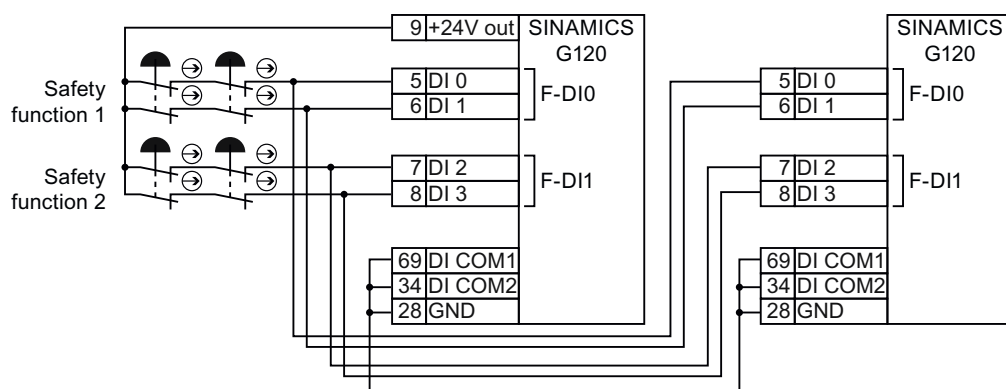 9 +24V out SINAMICS
G120
Safety
function 1
5 DI 0
6 DI 1
F-DI0
Safety
function 2
7 DI 2
8 DI 3
F-DI1
69 DI COM1
34 DI COM2
28 GND
SINAMICS
G120
5 DI 0
6 DI 1
F-DI0
7 DI 2
8 DI 3
F-DI1
69 DI COM1
34 DI COM2
28 GND